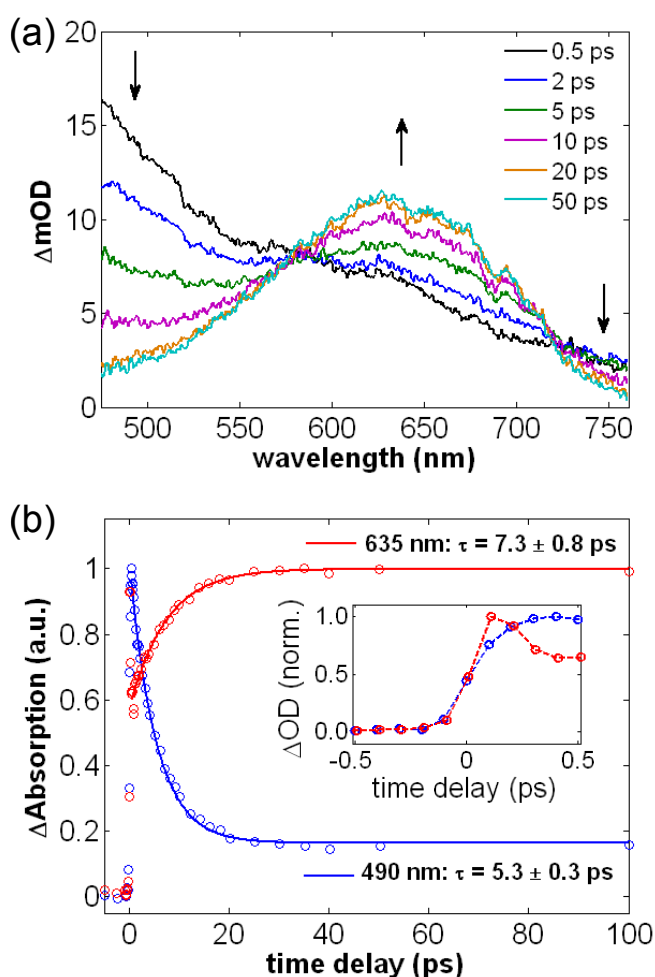 (a)
20
15
10
5
0
ΔmOD
0.5 ps
2 ps
5 ps
10 ps
20 ps
50 ps
500 550 600 650 700 750
wavelength (nm)
(b)
1
0.8
0.6
0.4
0.2
0
ΔAbsorption (a.u.)
635 nm: τ = 7.3 ± 0.8 ps
1.0
0.5
0.0
ΔOD (norm.)
-0.5 0 0.5
time delay (ps)
490 nm: τ = 5.3 ± 0.3 ps
0 20 40 60 80 100
time delay (ps)